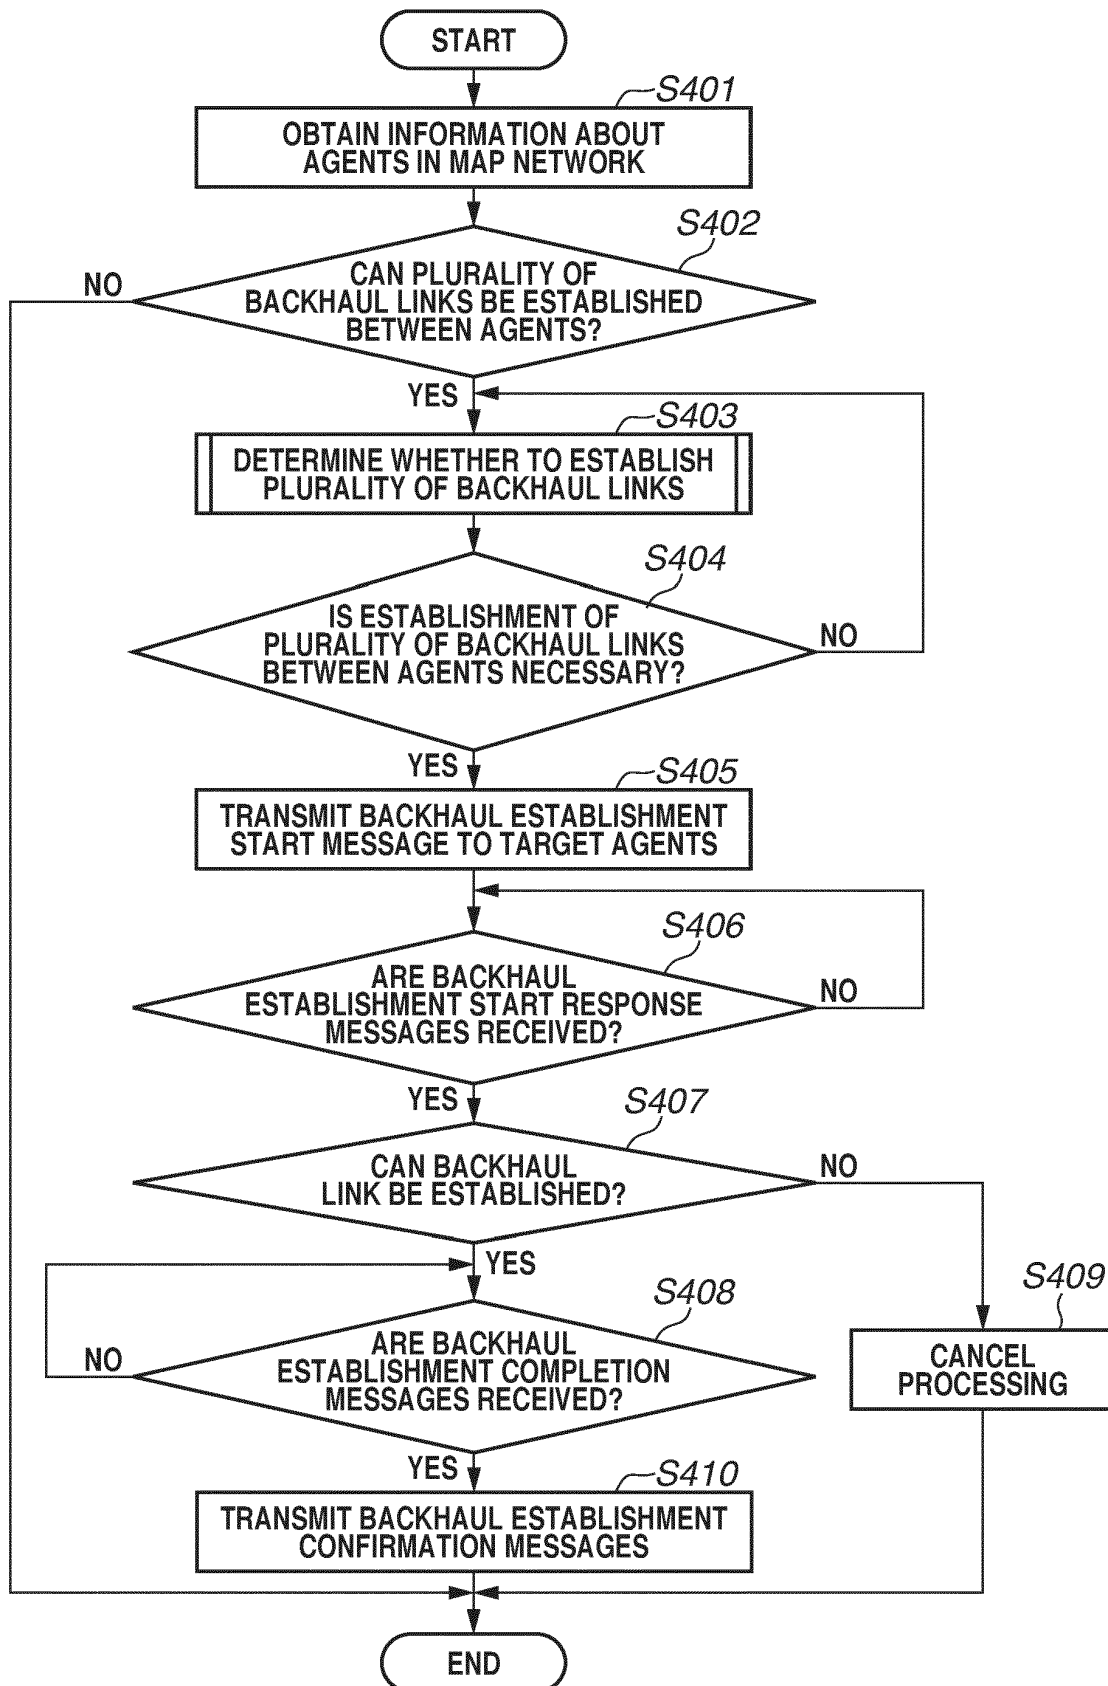 START
S401
OBTAIN INFORMATION ABOUT
AGENTS IN MAP NETWORK
S402
NO
CAN PLURALITY OF
BACKHAUL LINKS BE ESTABLISHED
BETWEEN AGENTS?
YES
S403
DETERMINE WHETHER TO ESTABLISH
PLURALITY OF BACKHAUL LINKS
S404
IS ESTABLISHMENT OF
PLURALITY OF BACKHAUL LINKS
BETWEEN AGENTS NECESSARY?
NO
YES
S405
TRANSMIT BACKHAUL ESTABLISHMENT
START MESSAGE TO TARGET AGENTS
S406
ARE BACKHAUL
ESTABLISHMENT START RESPONSE
MESSAGES RECEIVED?
NO
YES
S407
CAN BACKHAUL
LINK BE ESTABLISHED?
NO
YES
S408
ARE BACKHAUL
ESTABLISHMENT COMPLETION
MESSAGES RECEIVED?
NO
S409
CANCEL
PROCESSING
YES
S410
TRANSMIT BACKHAUL ESTABLISHMENT
CONFIRMATION MESSAGES
END